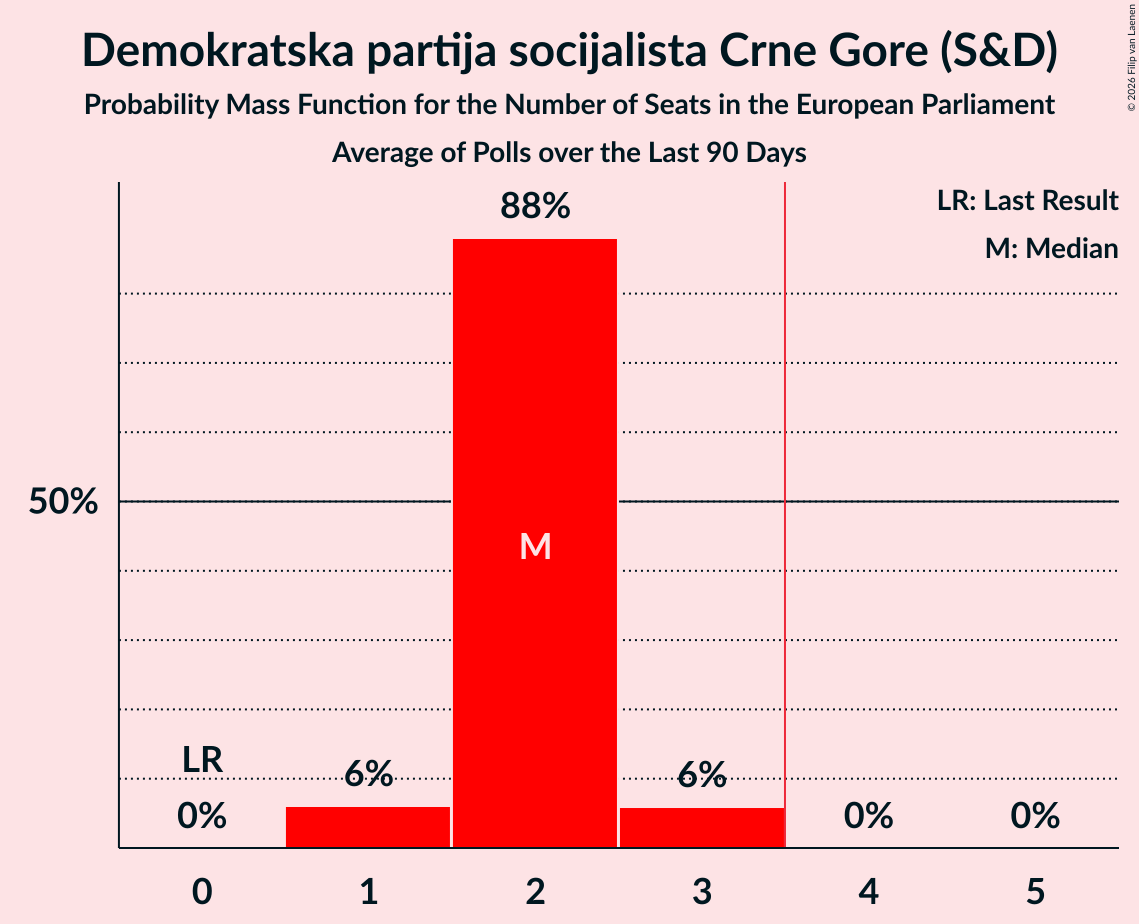 Demokratska partija socijalista Crne Gore (S&D)
Probability Mass Function for the Number of Seats in the European Parliament
Average of Polls over the Last 90 Days
© 2026 Filip van Laenen
LR: Last Result
M: Median
88%
50%
M
LR
0%
6%
6%
0%
0%
0
1
2
3
4
5